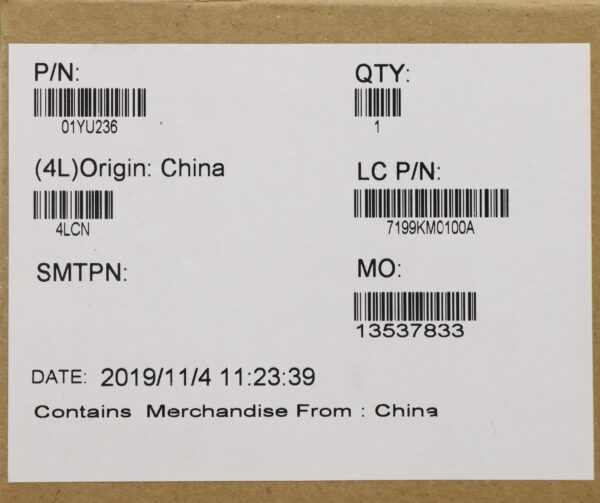 P/N:
01YU236
QTY:
1
(4L)Origin: China
4LCN
LC P/N:
7199KM0100A
SMTPN:
MO:
13537833
DATE: 2019/11/4 11:23:39
Contains Merchandise From : China